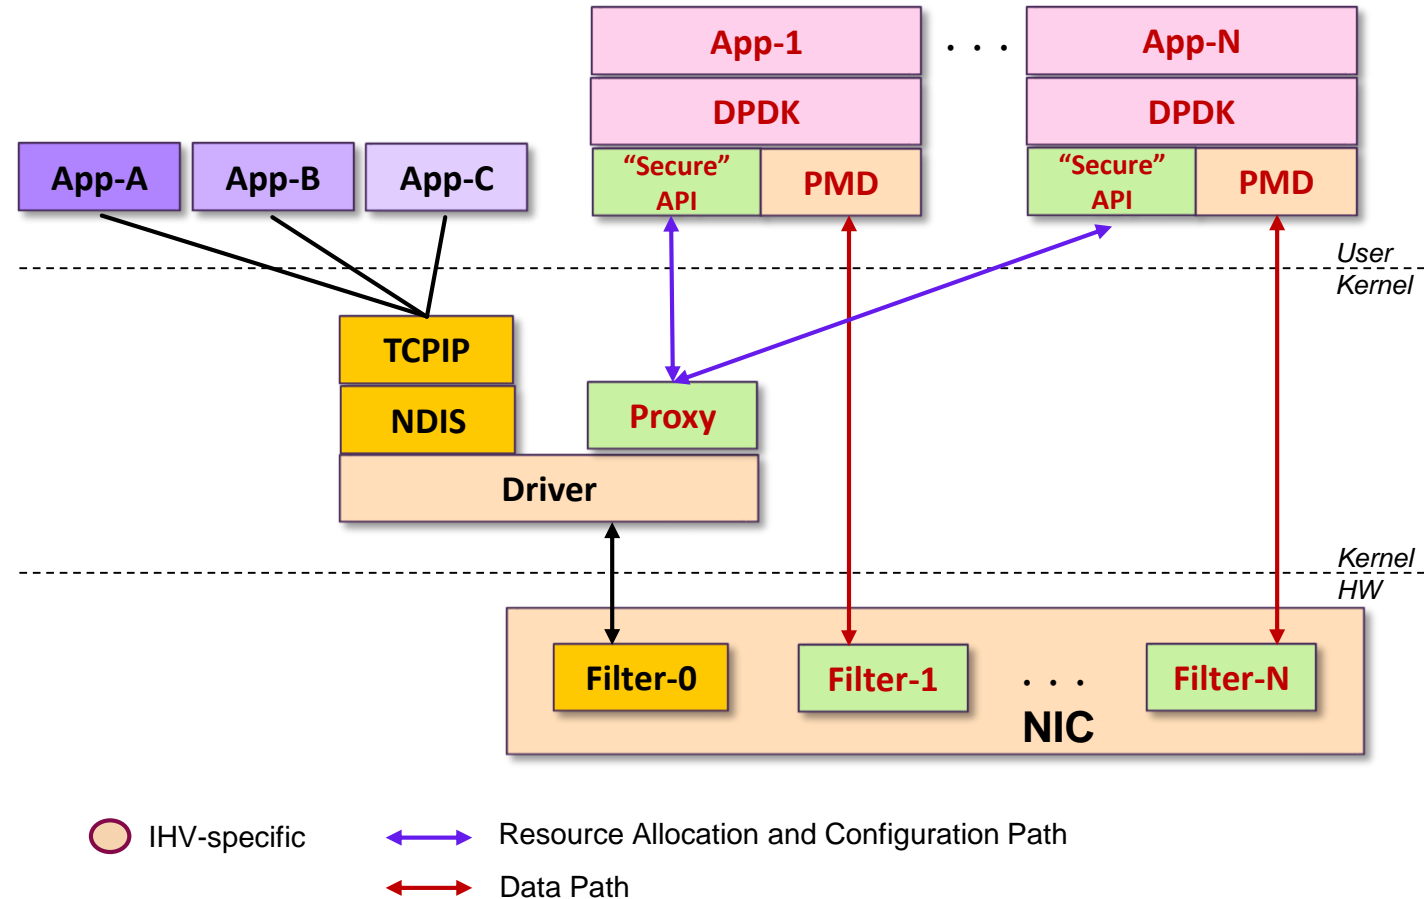 App-1
. . .
App-N
DPDK
DPDK
App-A
App-B
App-C
“Secure”
API
PMD
“Secure”
API
PMD
User
Kernel
TCPIP
NDIS
Proxy
Driver
Kernel
HW
Filter-0
Filter-1
. . .
Filter-N
NIC
IHV-specific
Resource Allocation and Configuration Path
Data Path